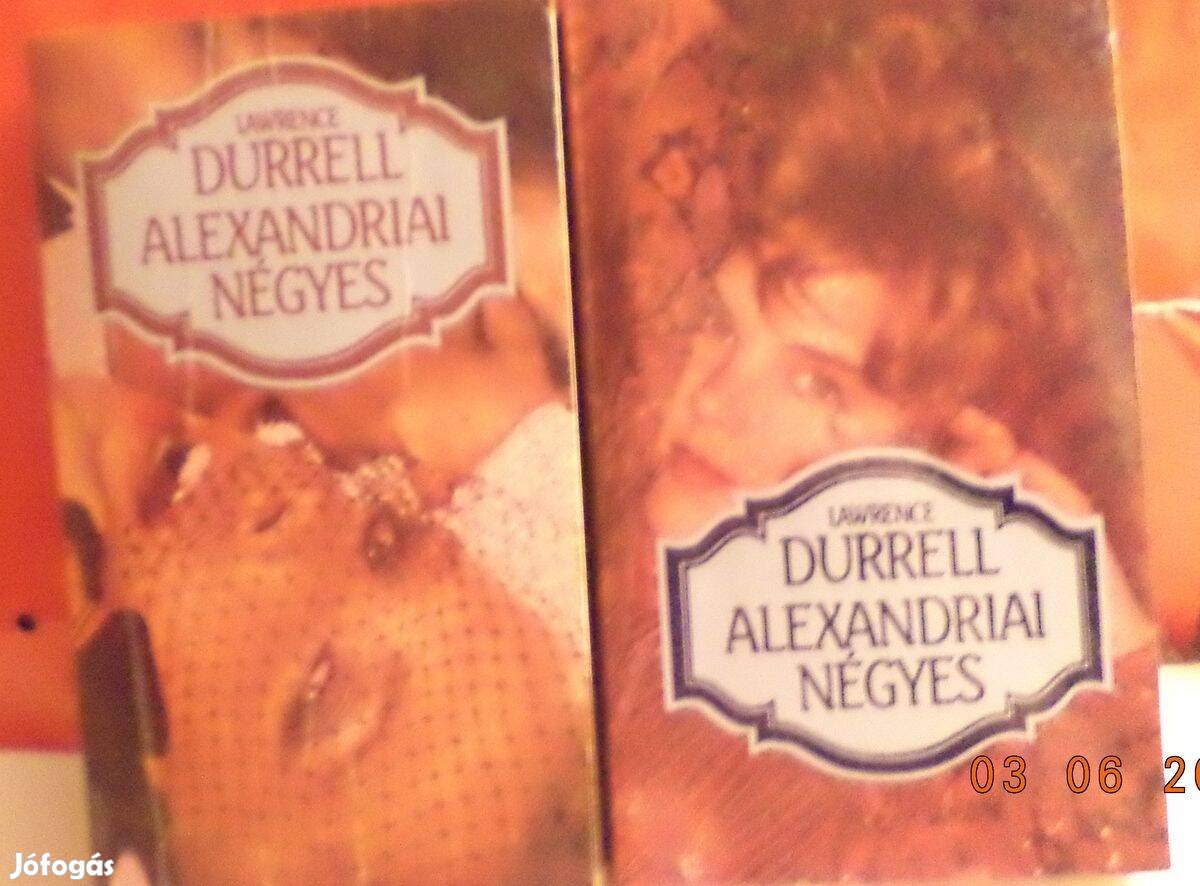 LAWRENCE
DURRELL
ALEXANDRIAI
NÉGYES
LAWRENCE
DURRELL
ALEXANDRIAI
NÉGYES
03 06 20
Jófogás